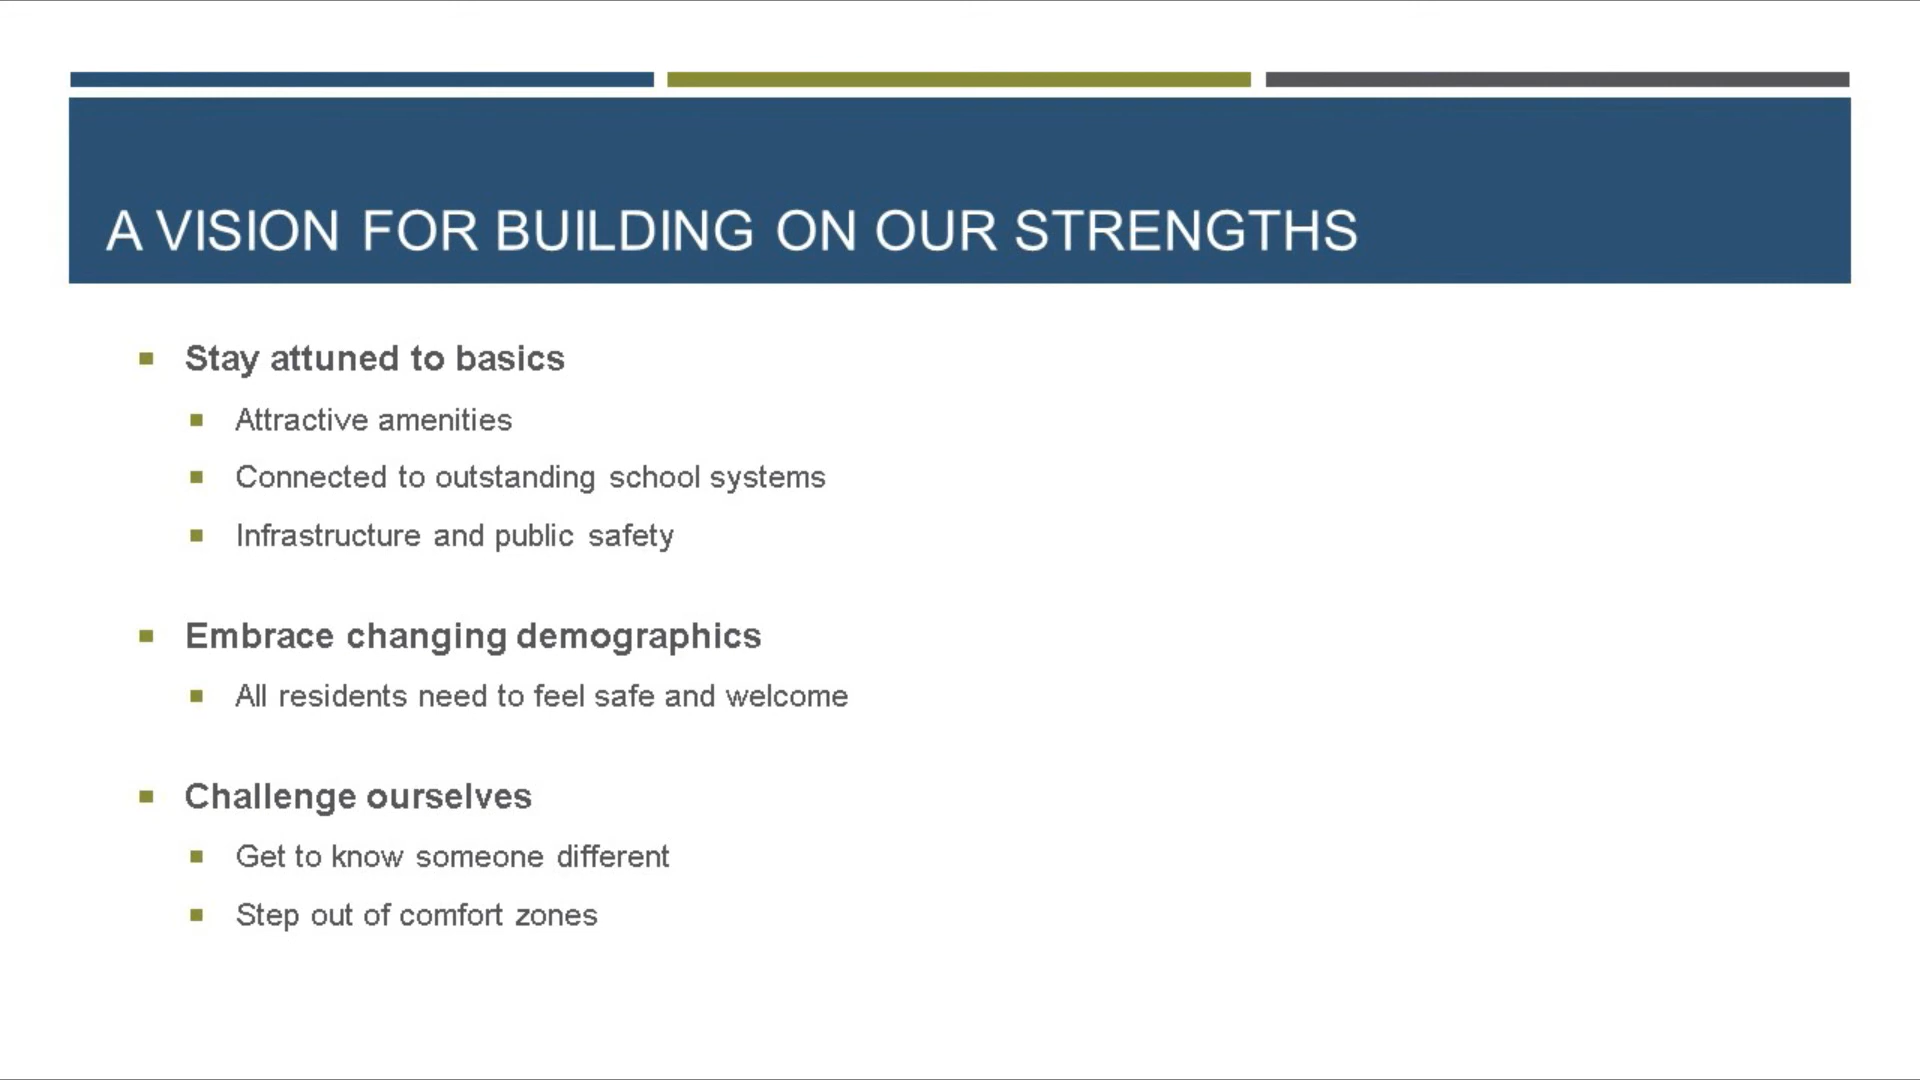 A VISION FOR BUILDING ON OUR STRENGTHS
Stay attuned to basics
Attractive amenities
Connected to outstanding school systems
Infrastructure and public safety
Embrace changing demographics
All residents need to feel safe and welcome
Challenge ourselves
Get to know someone different
Step out of comfort zones